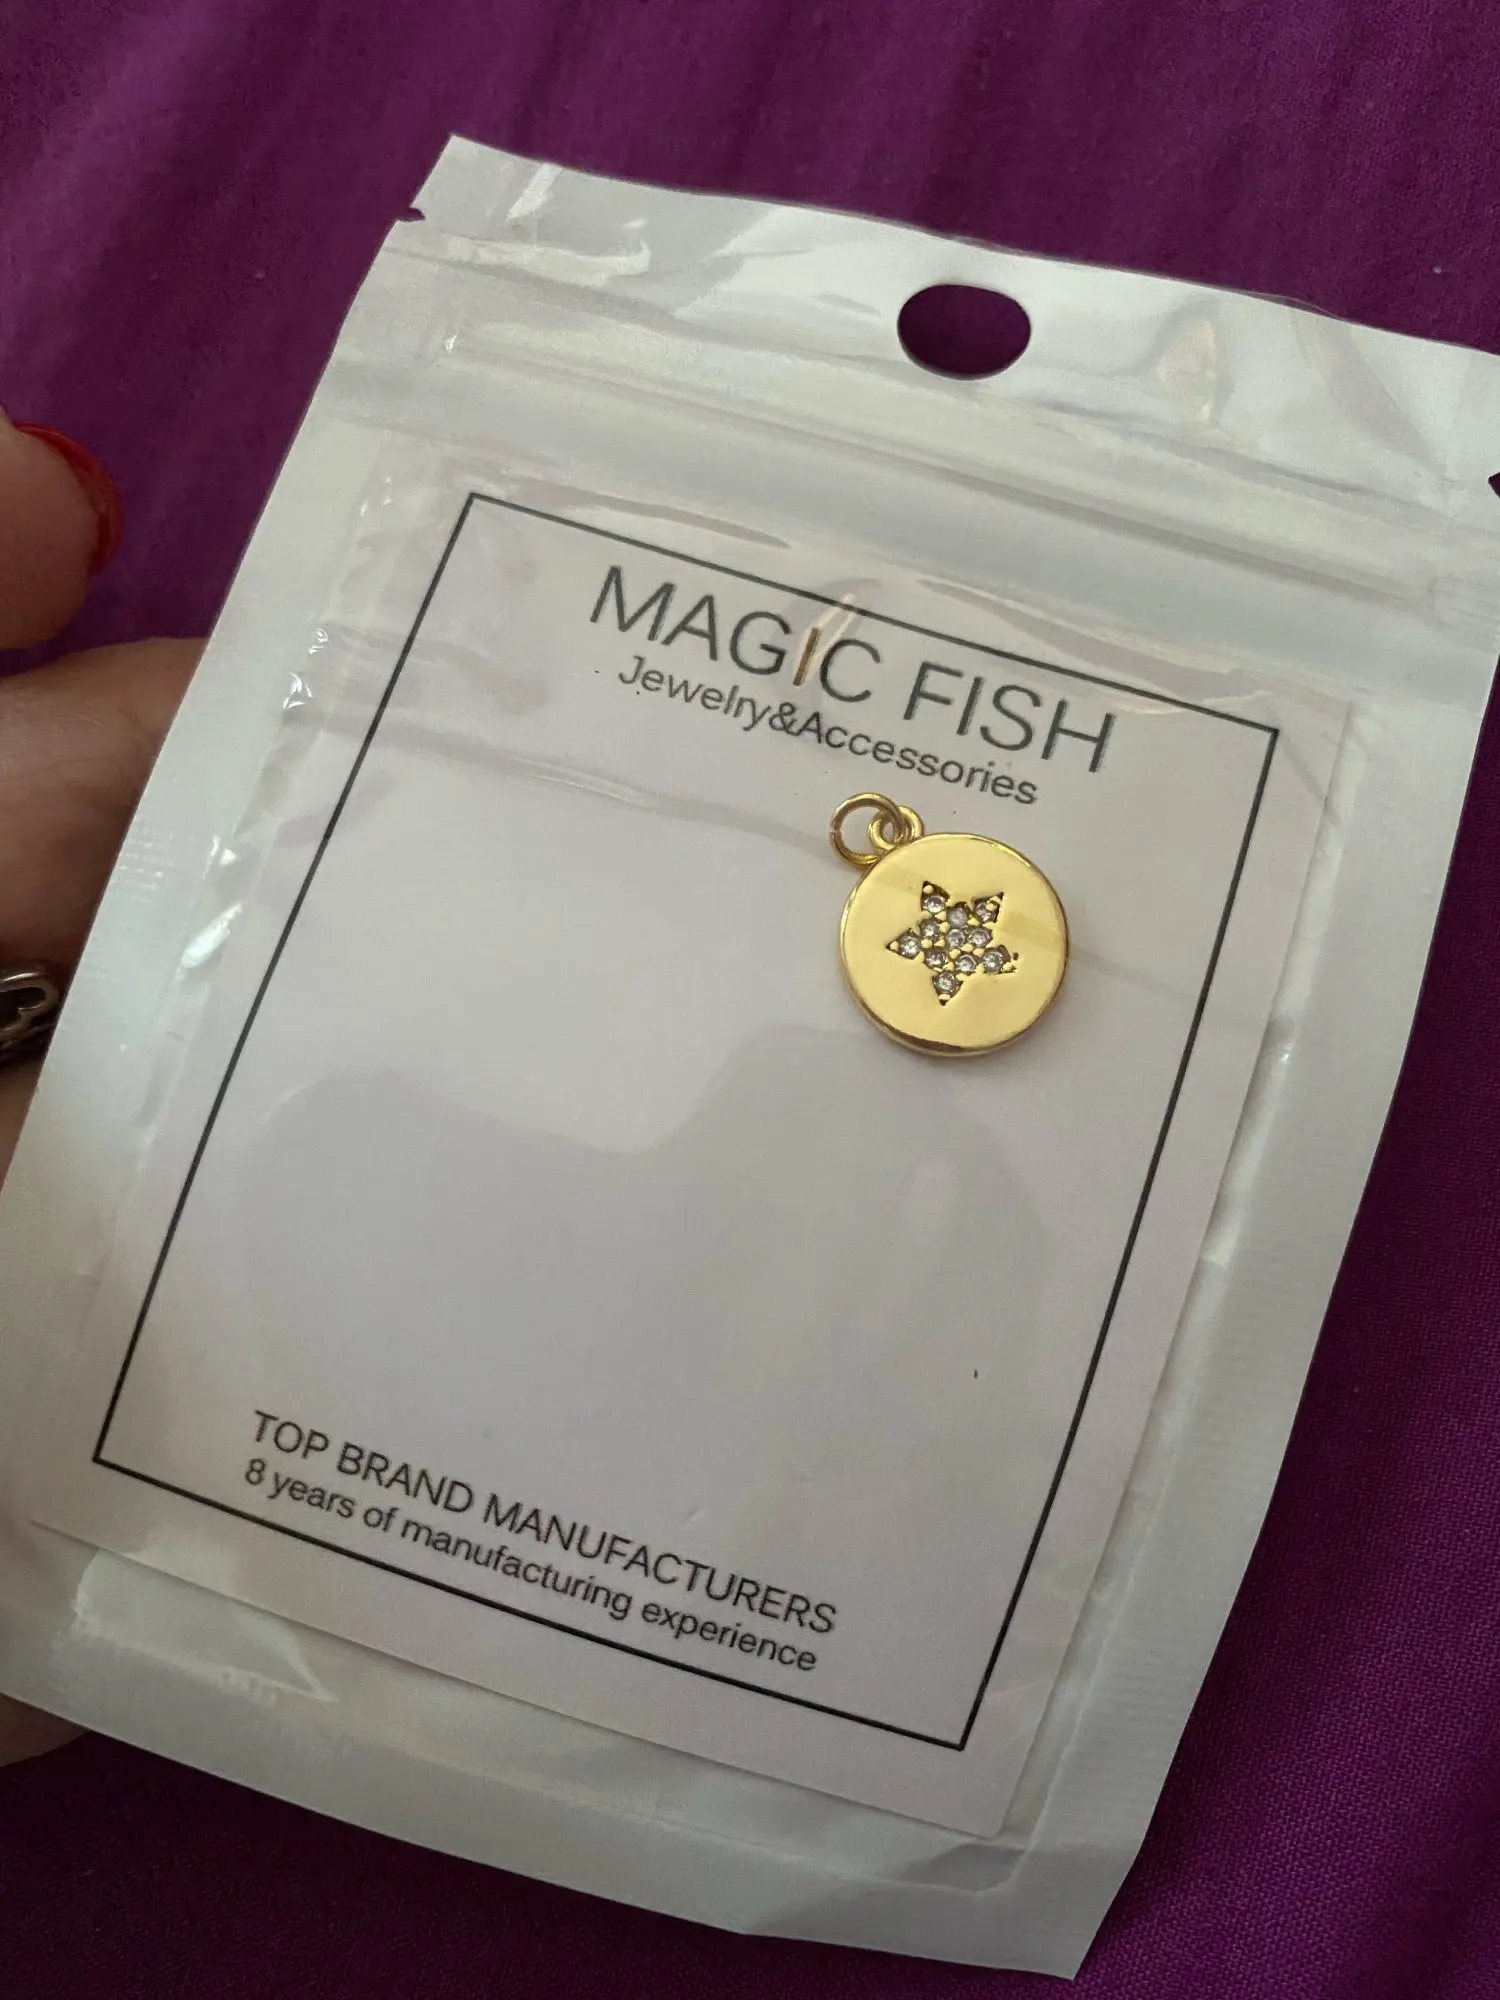 MAGIC FISH
Jewelry&Accessories
TOP BRAND MANUFACTURERS
8 years of manufacturing experience